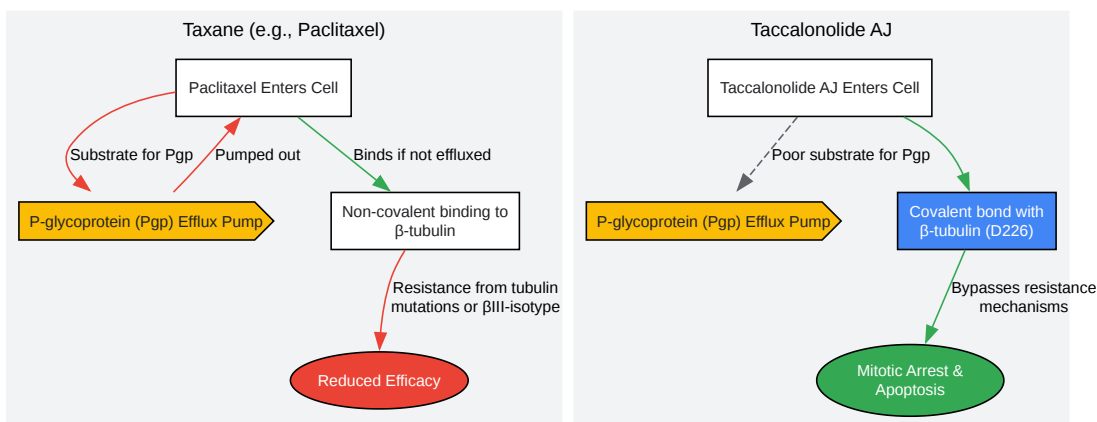 Taxane (e.g., Paclitaxel)
Paclitaxel Enters Cell
Substrate for Pgp
Pumped out
Binds if not effluxed
P-glycoprotein (Pgp) Efflux Pump
Non-covalent binding to
β-tubulin
Resistance from tubulin
mutations or βIII-isotype
Reduced Efficacy
Taccalonolide AJ
Taccalonolide AJ Enters Cell
Poor substrate for Pgp
P-glycoprotein (Pgp) Efflux Pump
Covalent bond with
β-tubulin (D226)
Bypasses resistance
mechanisms
Mitotic Arrest &
Apoptosis